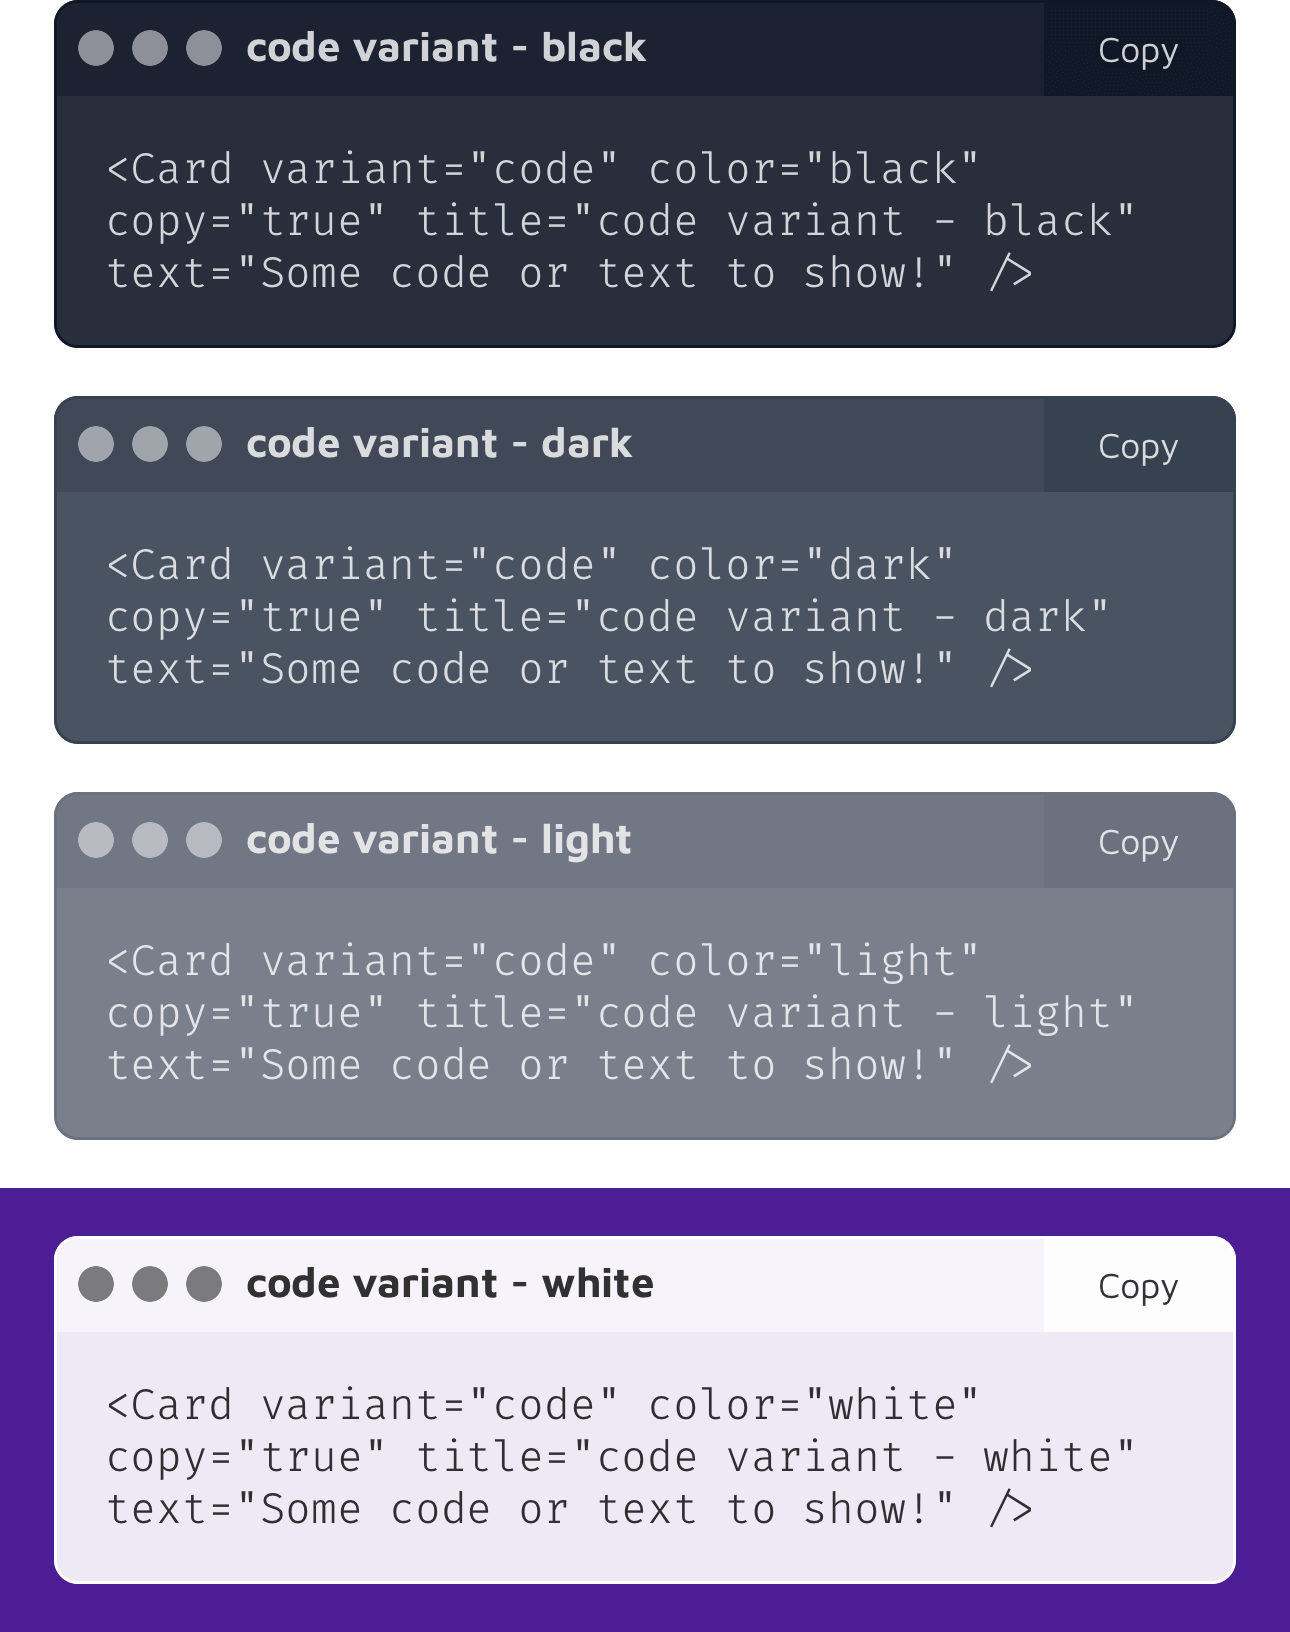 code variant - black
Copy
<Card variant="code" color="black"
copy="true" title="code variant - black"
text="Some code or text to show!" />
code variant - dark
Copy
<Card variant="code" color="dark"
copy="true" title="code variant - dark"
text="Some code or text to show!" />
code variant - light
Copy
<Card variant="code" color="light"
copy="true" title="code variant - light"
text="Some code or text to show!" />
code variant - white
Copy
<Card variant="code" color="white"
copy="true" title="code variant - white"
text="Some code or text to show!" />